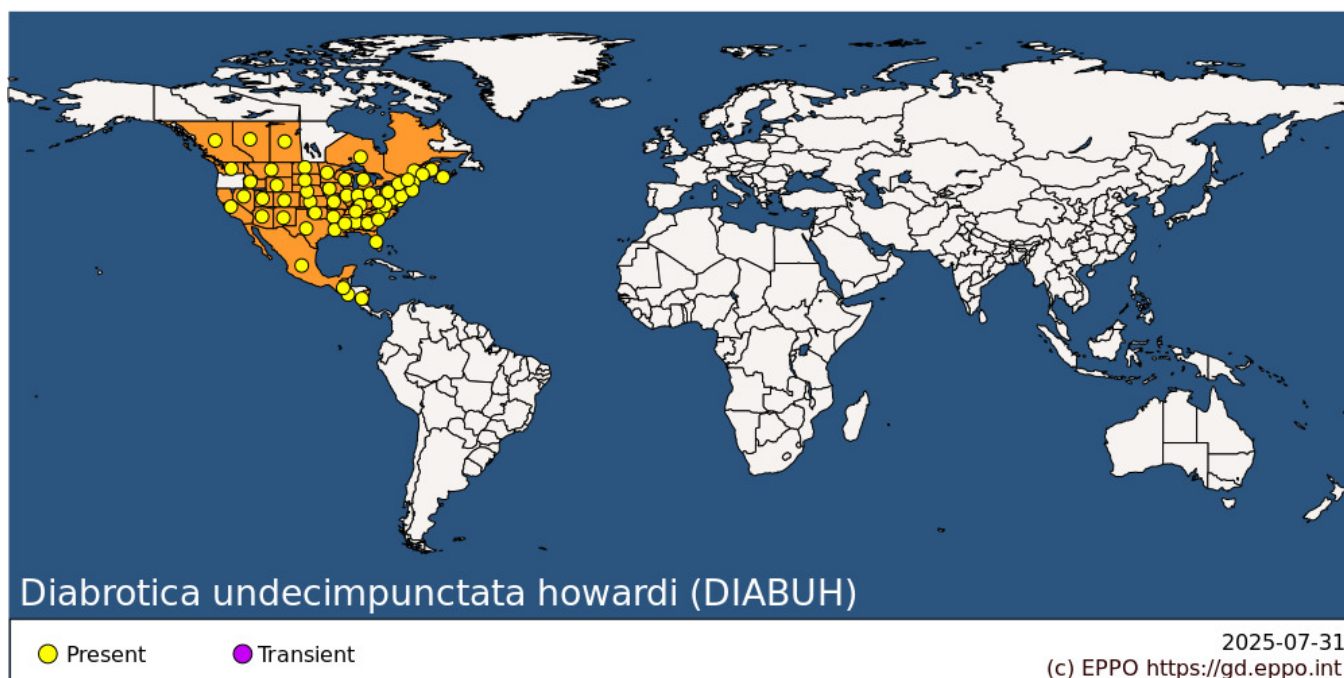 Diabrotica undecimpunctata howardi (DIABUH)
Present
Transient
2025-07-31
(c) EPPO https://gd.eppo.int